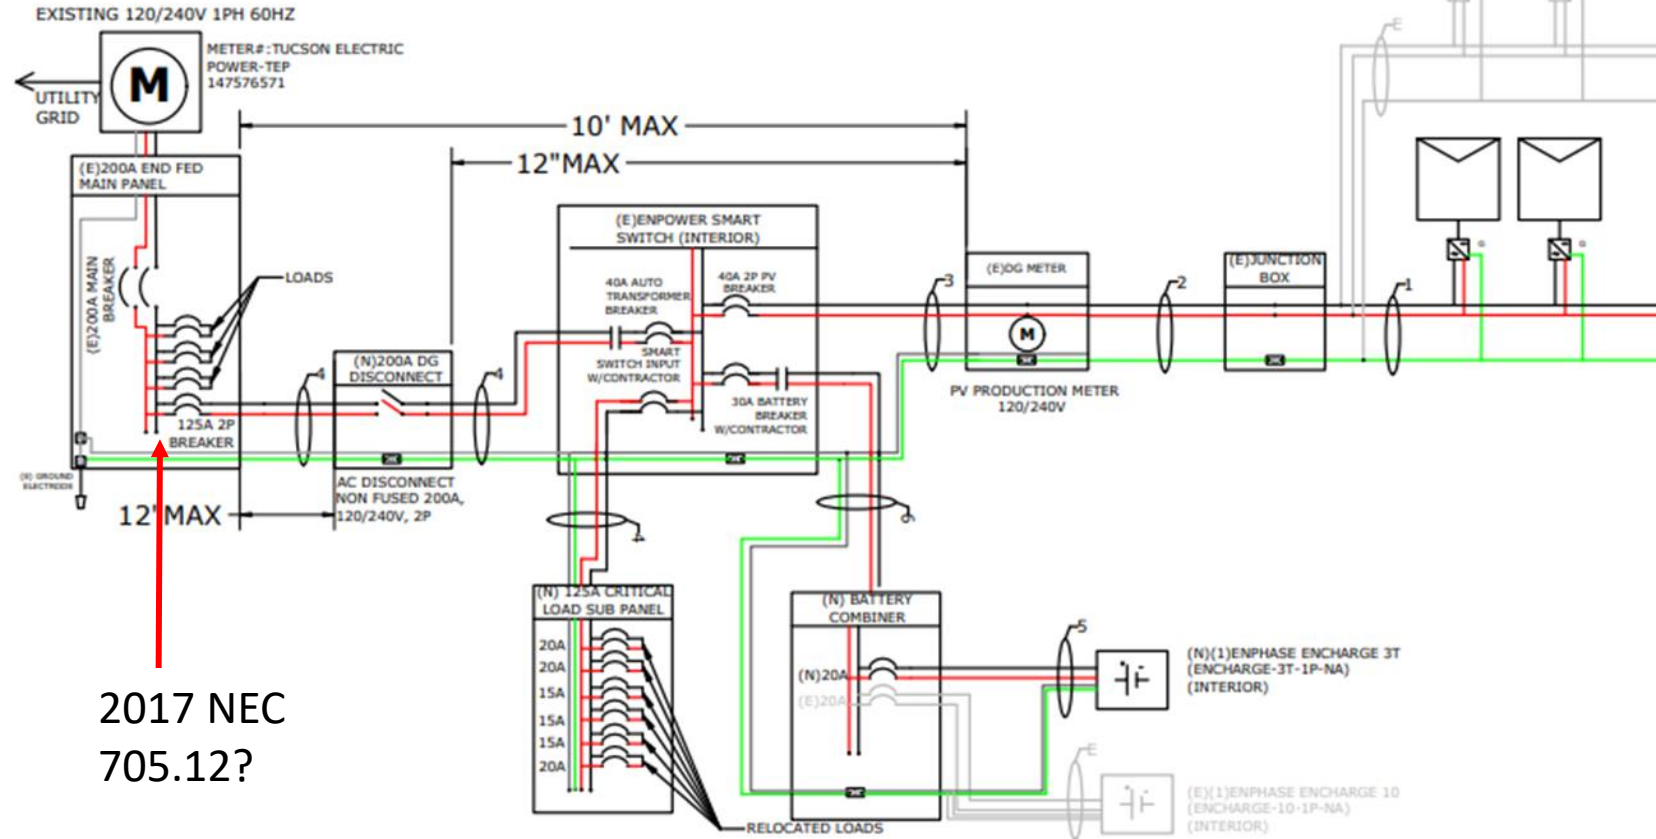 EXISTING 120/240V 1PH 60HZ
M
METER#:TUCSON ELECTRIC
POWER-TEP
147576571
UTILITY
GRID
10' MAX
12"MAX
(E)200A END FED
MAIN PANEL
(E)200A MAIN
BREAKER
LOADS
125A 2P
BREAKER
(E) GROUND
ELECTRODE
12'MAX
4
(N)200A DG
DISCONNECT
4
AC DISCONNECT
NON FUSED 200A,
120/240V, 2P
(E)ENPOWER SMART
SWITCH (INTERIOR)
40A AUTO
TRANSFORMER
BREAKER
40A 2P PV
BREAKER
SMART
SWITCH INPUT
W/CONTRACTOR
30A BATTERY
BREAKER
W/CONTRACTOR
3
(E)DG METER
M
PV PRODUCTION METER
120/240V
2
(E)JUNCTION
BOX
1
E
G
G
4
6
(N) 125A CRITICAL
LOAD SUB PANEL
20A
20A
15A
15A
15A
20A
RELOCATED LOADS
(N) BATTERY
COMBINER
(N)20A
(E)20A
5
(N)(1)ENPHASE ENCHARGE 3T
(ENCHARGE-3T-1P-NA)
(INTERIOR)
E
(E)(1)ENPHASE ENCHARGE 10
(ENCHARGE-10-1P-NA)
(INTERIOR)
2017 NEC
705.12?